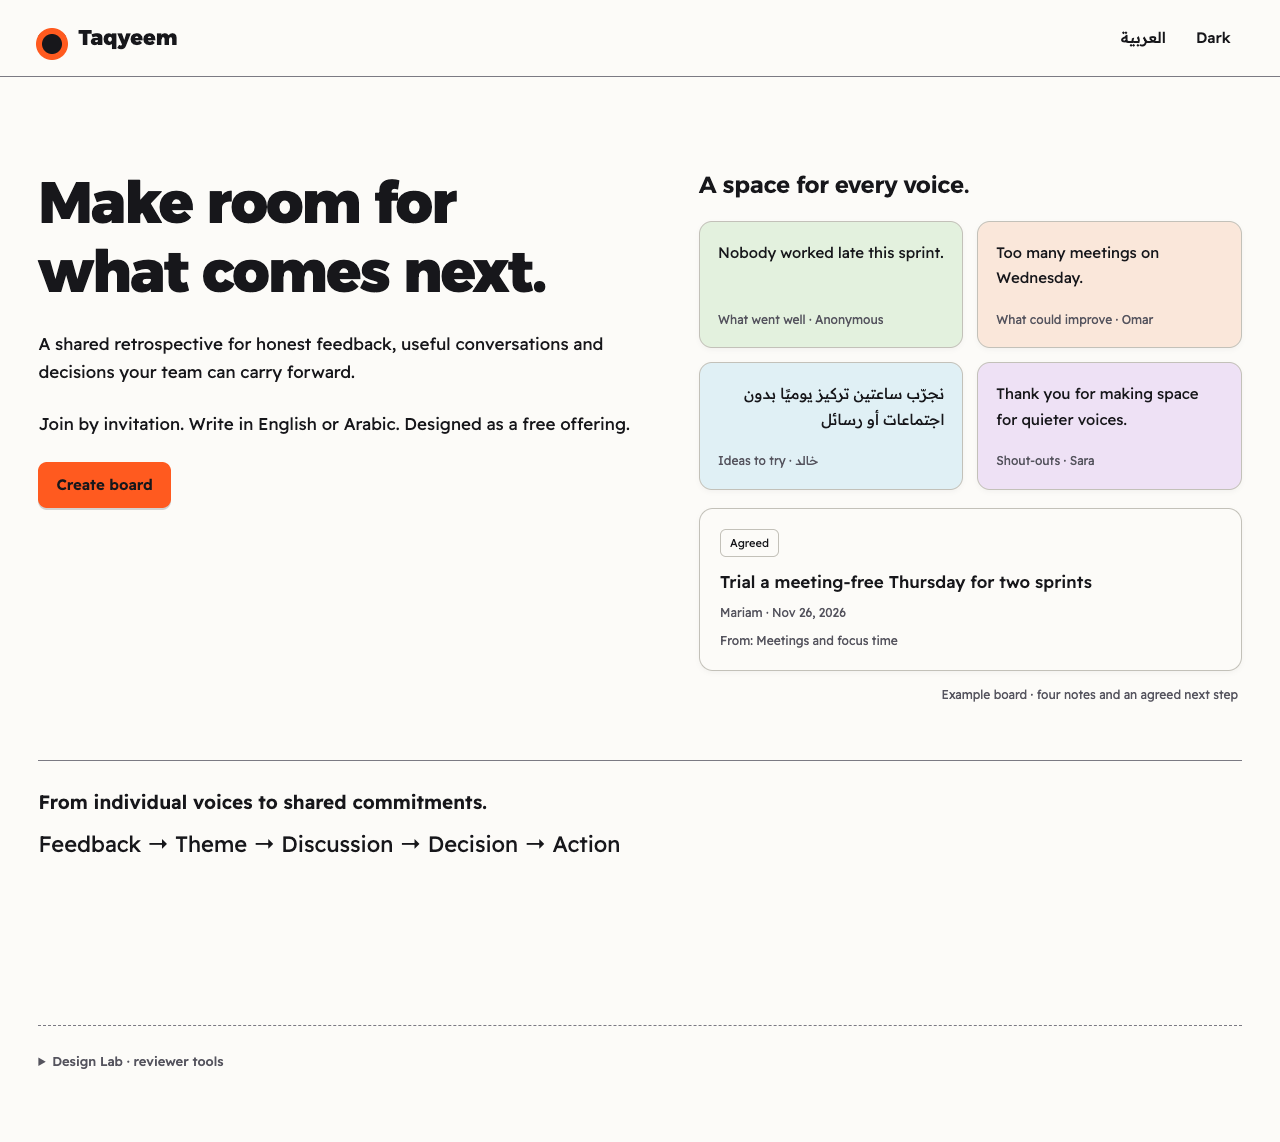 Taqyeem
العربية
Dark
Make room for
what comes next.
A shared retrospective for honest feedback, useful conversations and
decisions your team can carry forward.
Join by invitation. Write in English or Arabic. Designed as a free offering.
Create board
A space for every voice.
Nobody worked late this sprint.
What went well · Anonymous
Too many meetings on
Wednesday.
What could improve · Omar
نجرّب ساعتين تركيز يوميًا بدون
اجتماعات أو رسائل
Ideas to try · خالد
Thank you for making space
for quieter voices.
Shout-outs · Sara
Agreed
Trial a meeting-free Thursday for two sprints
Mariam · Nov 26, 2026
From: Meetings and focus time
Example board · four notes and an agreed next step
From individual voices to shared commitments.
Feedback → Theme → Discussion → Decision → Action
Design Lab · reviewer tools